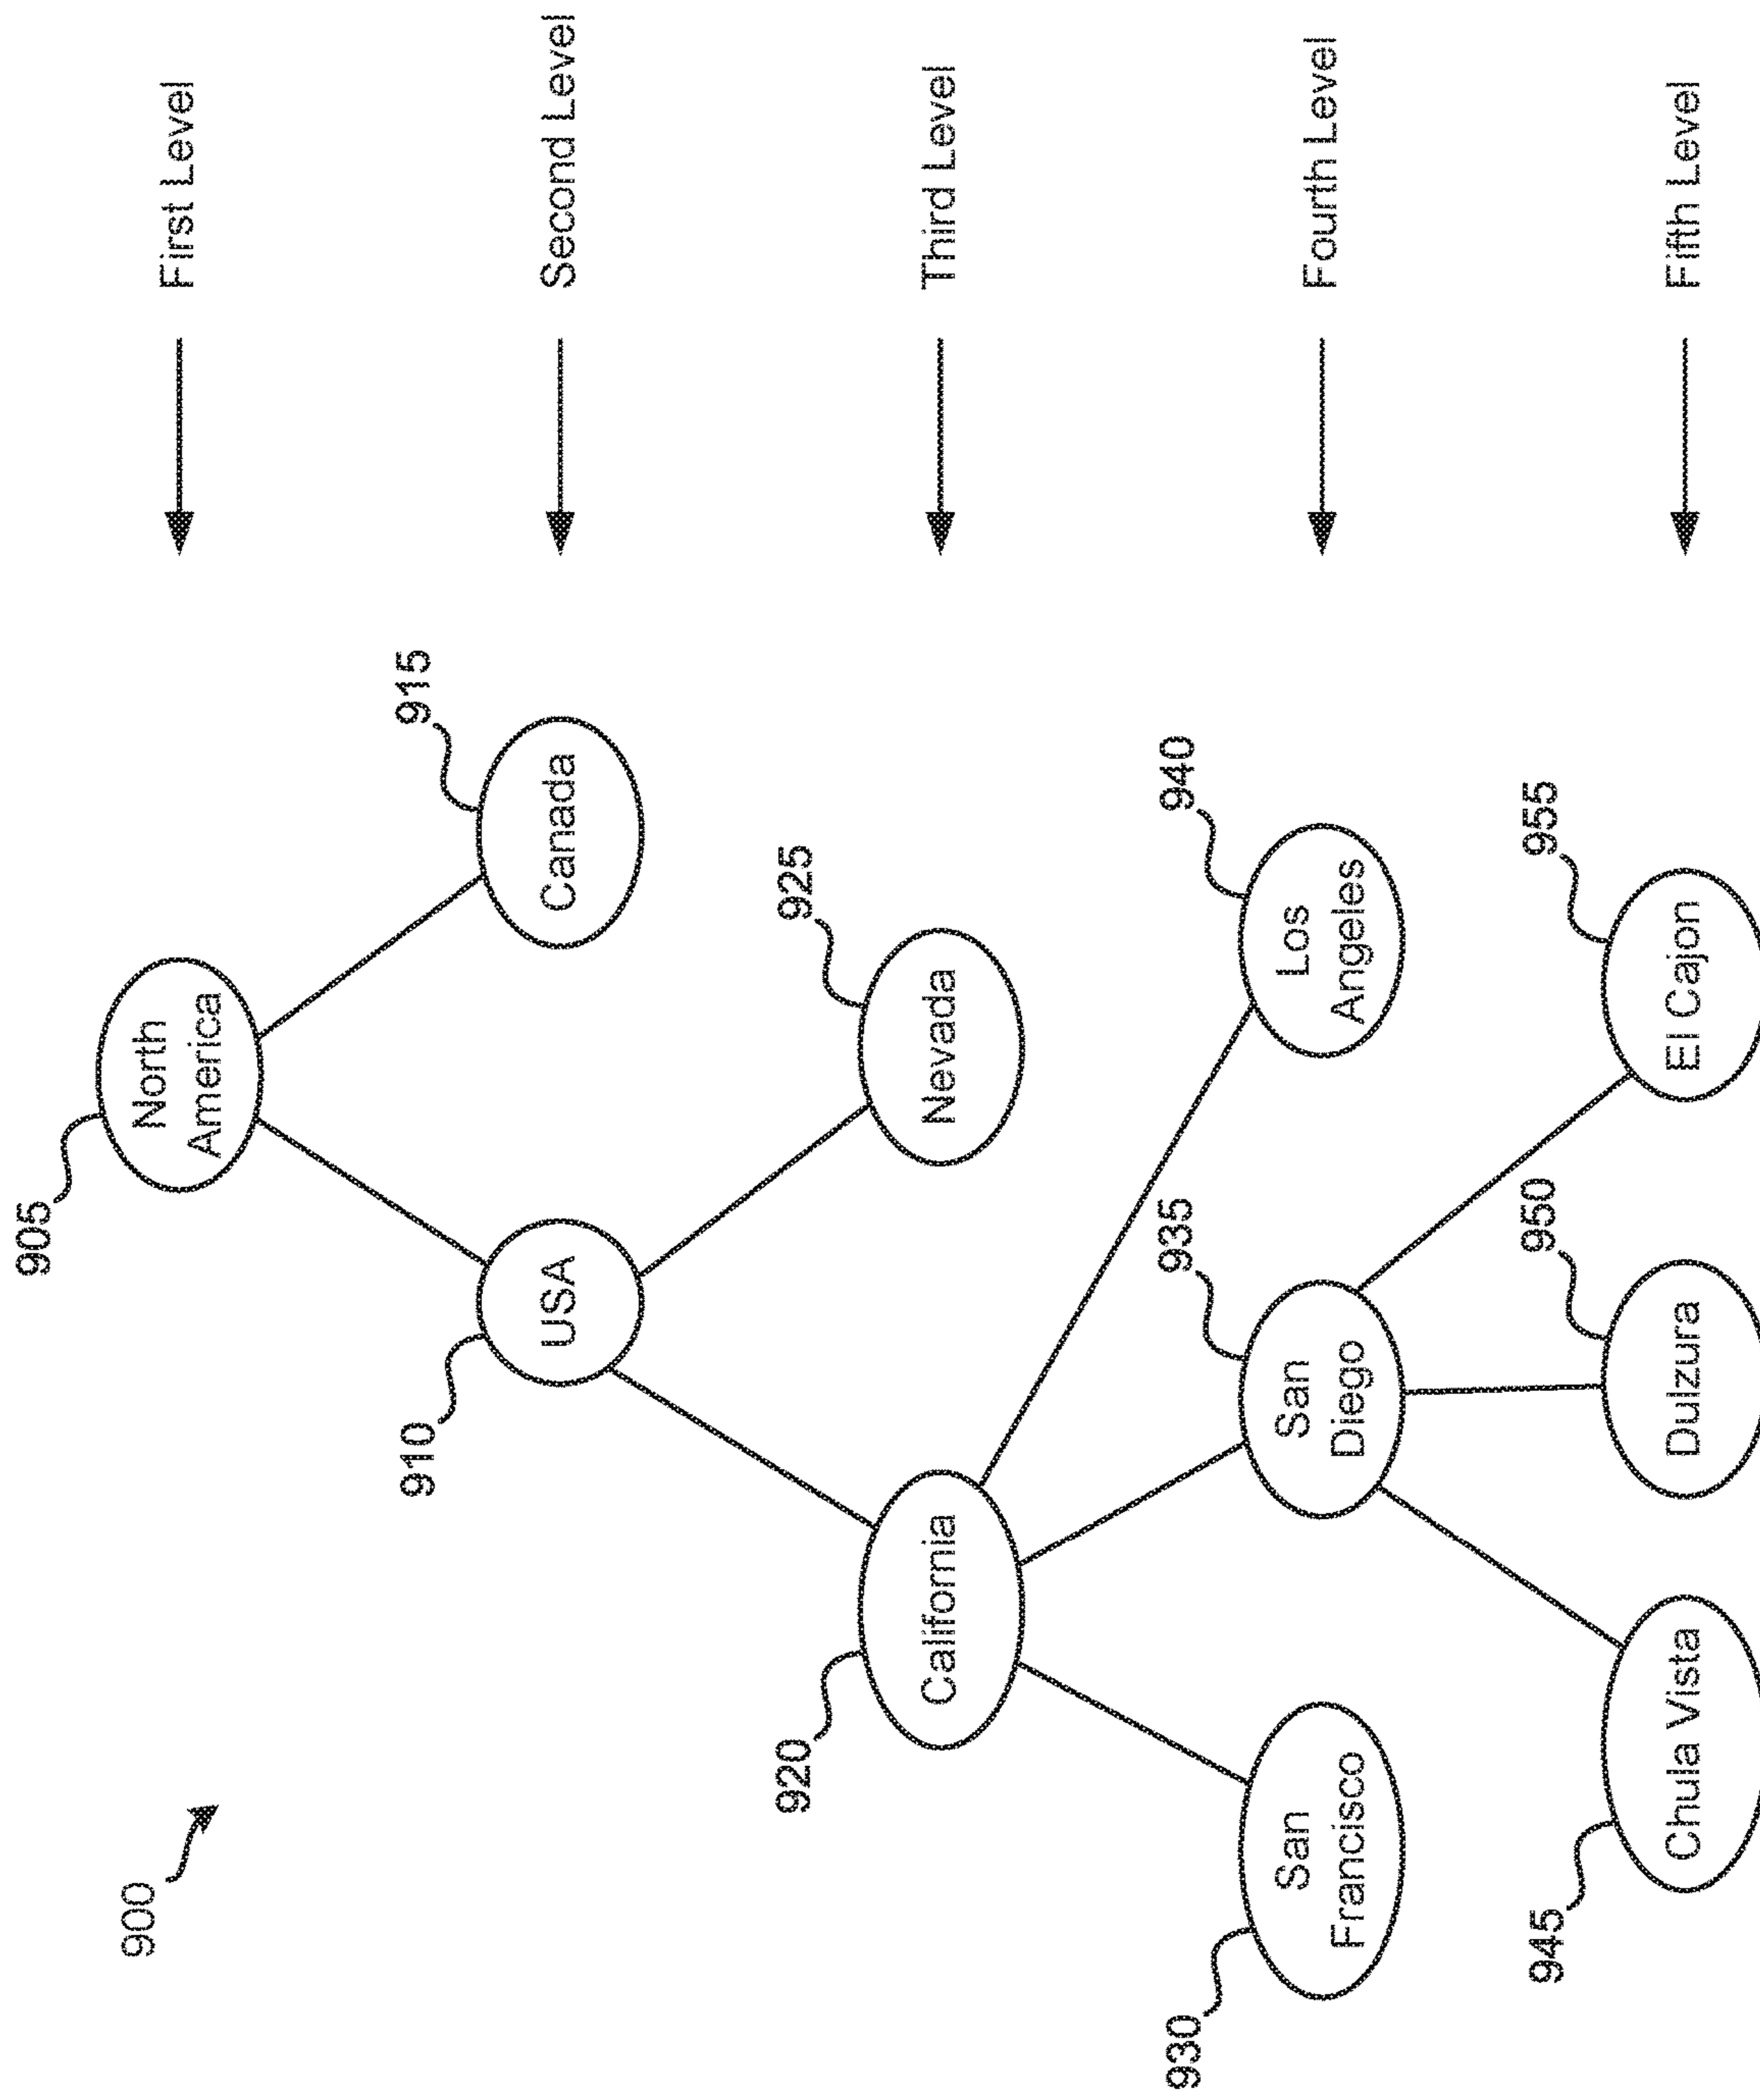 900
905
North
America
First Level
910
USA
915
Canada
Second Level
920
California
925
Nevada
Third Level
930
San
Francisco
935
San
Diego
940
Los
Angeles
Fourth Level
945
Chula Vista
950
Dulzura
955
El Cajon
Fifth Level